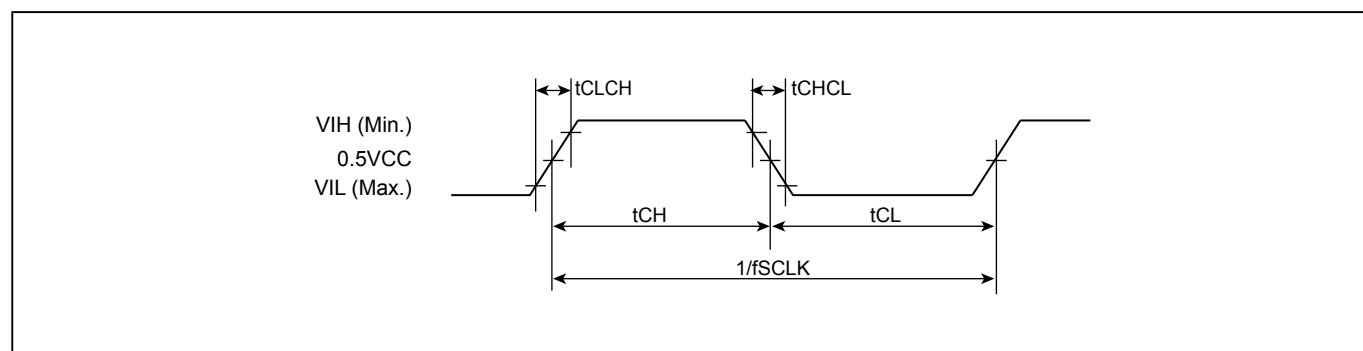 tCLCH
tCHCL
VIH (Min.)
0.5VCC
VIL (Max.)
tCH
tCL
1/fSCLK